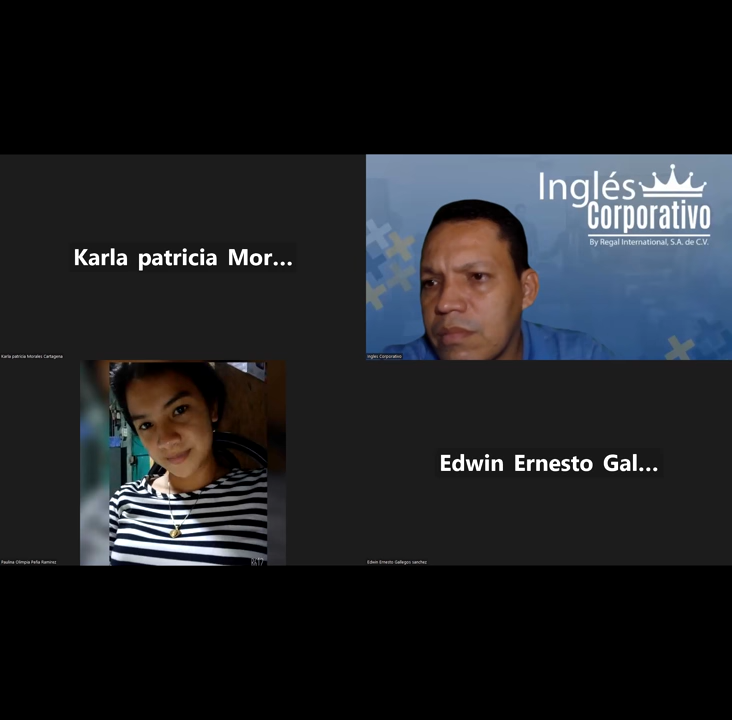 Karla patricia Mor...
Karla patricia Morales Cartagena
Inglés
Corporativo
By Regal International, S.A. de C.V.
Ingles Corporativo
Paulina Olimpia Peña Ramirez
Edwin Ernesto Gal...
Edwin Ernesto Gallegos sanchez